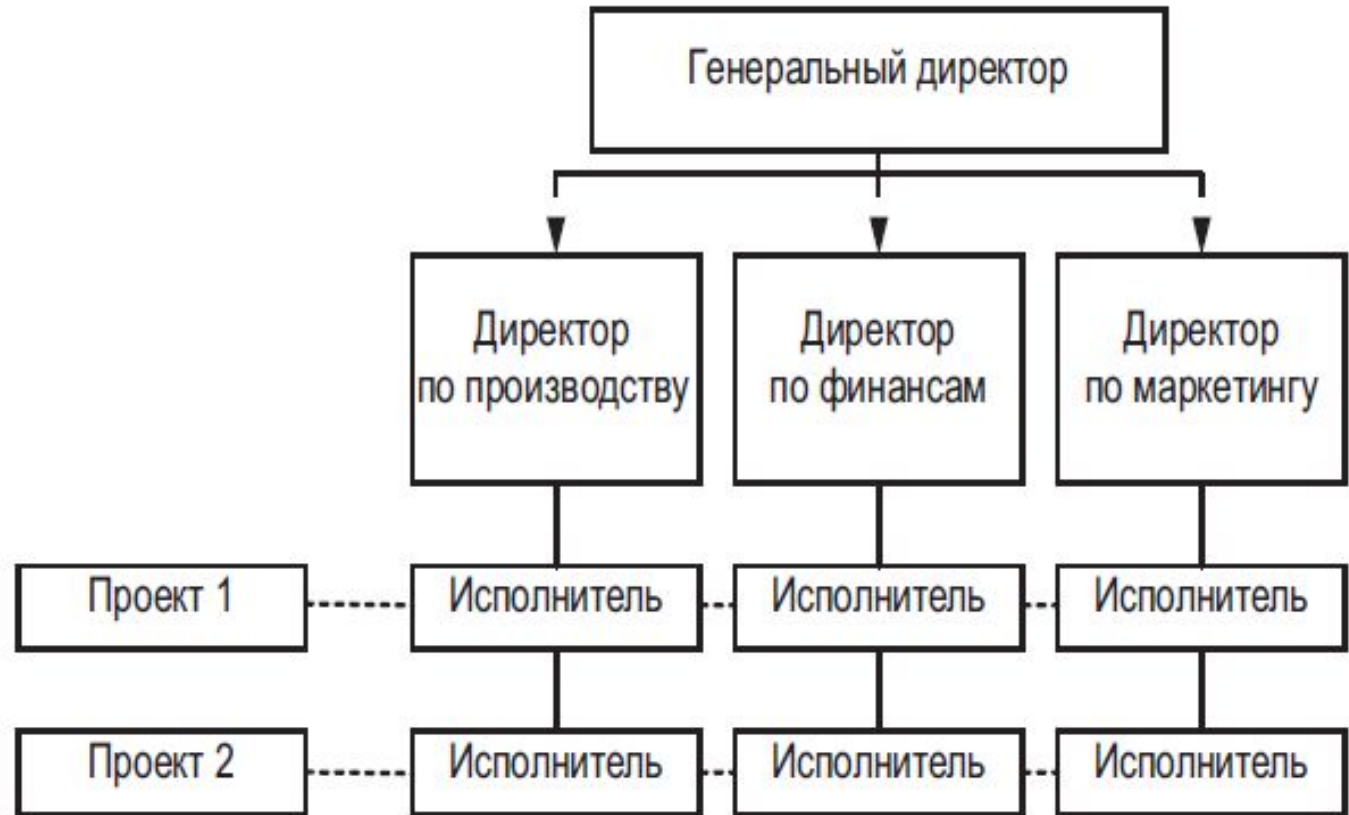 Генеральный директор
Директор
по производству
Директор
по финансам
Директор
по маркетингу
Проект 1
Исполнитель
Исполнитель
Исполнитель
Проект 2
Исполнитель
Исполнитель
Исполнитель